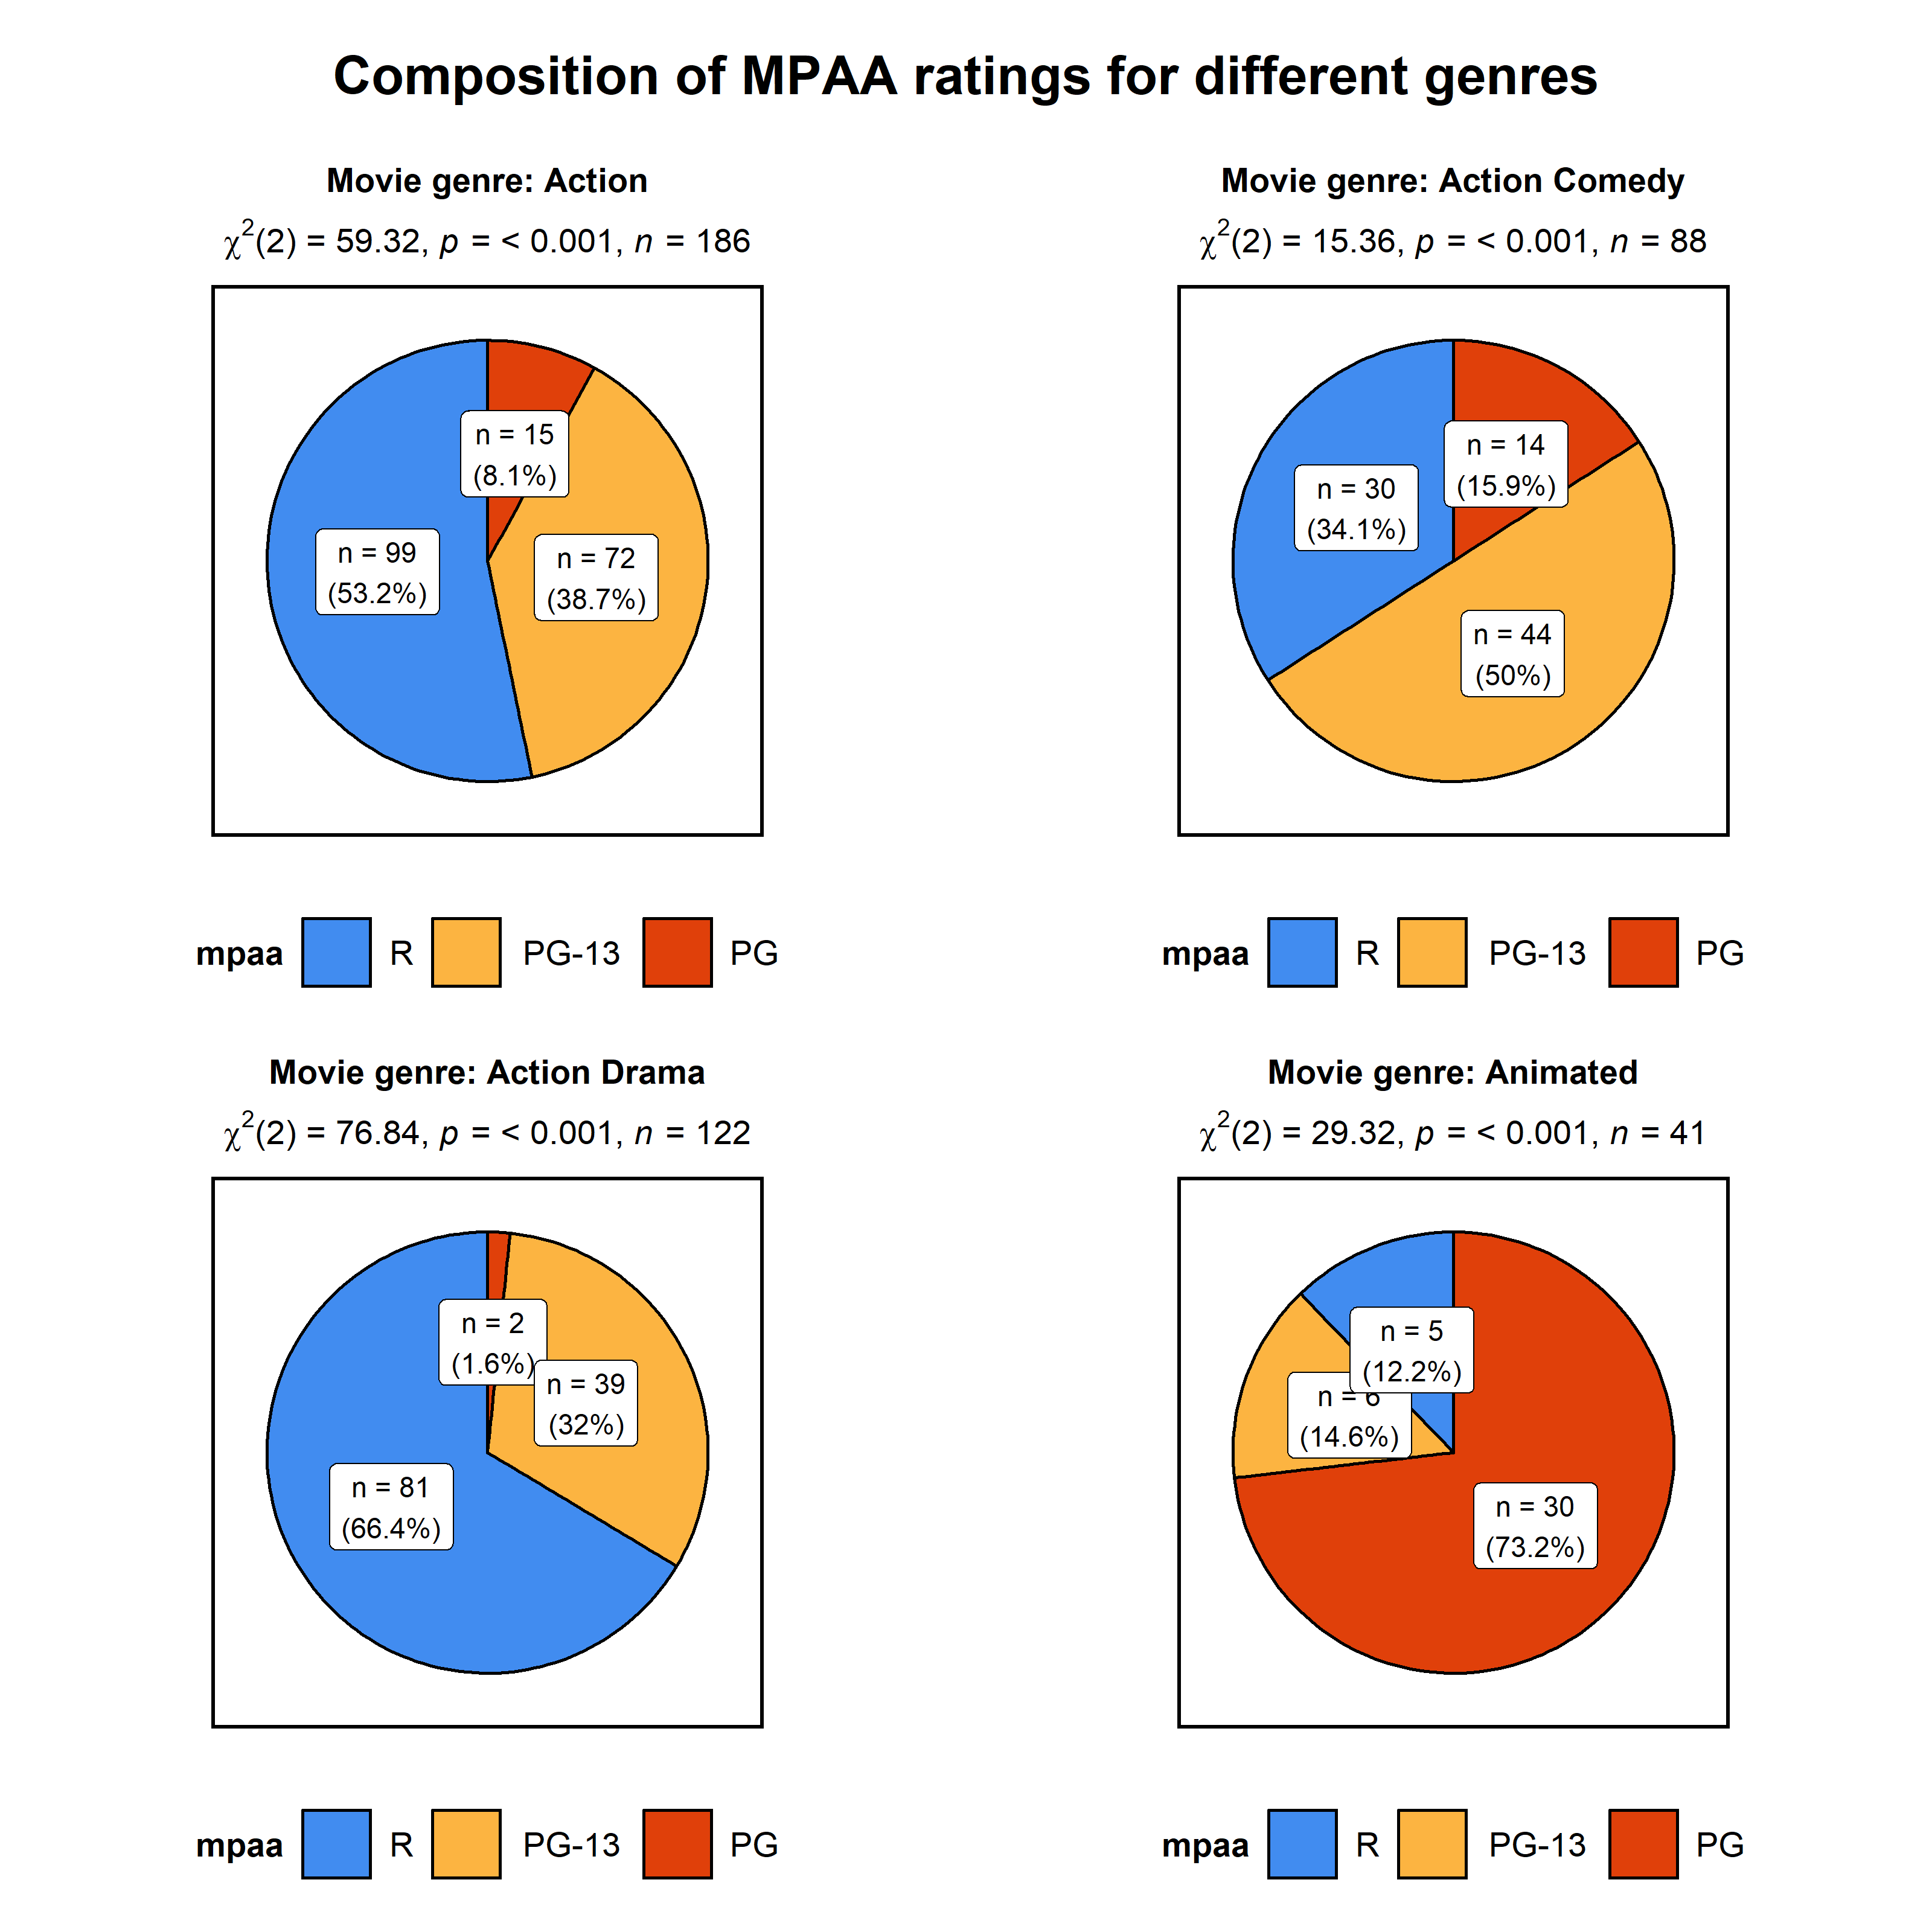 Composition of MPAA ratings for different genres
Movie genre: Action
χ²(2) = 59.32, p = < 0.001, n = 186
n = 15
(8.1%)
n = 99
(53.2%)
n = 72
(38.7%)
mpaa R PG-13 PG
Movie genre: Action Comedy
χ²(2) = 15.36, p = < 0.001, n = 88
n = 14
(15.9%)
n = 30
(34.1%)
n = 44
(50%)
mpaa R PG-13 PG
Movie genre: Action Drama
χ²(2) = 76.84, p = < 0.001, n = 122
n = 2
(1.6%)
n = 39
(32%)
n = 81
(66.4%)
mpaa R PG-13 PG
Movie genre: Animated
χ²(2) = 29.32, p = < 0.001, n = 41
n = 5
(12.2%)
n = 6
(14.6%)
n = 30
(73.2%)
mpaa R PG-13 PG